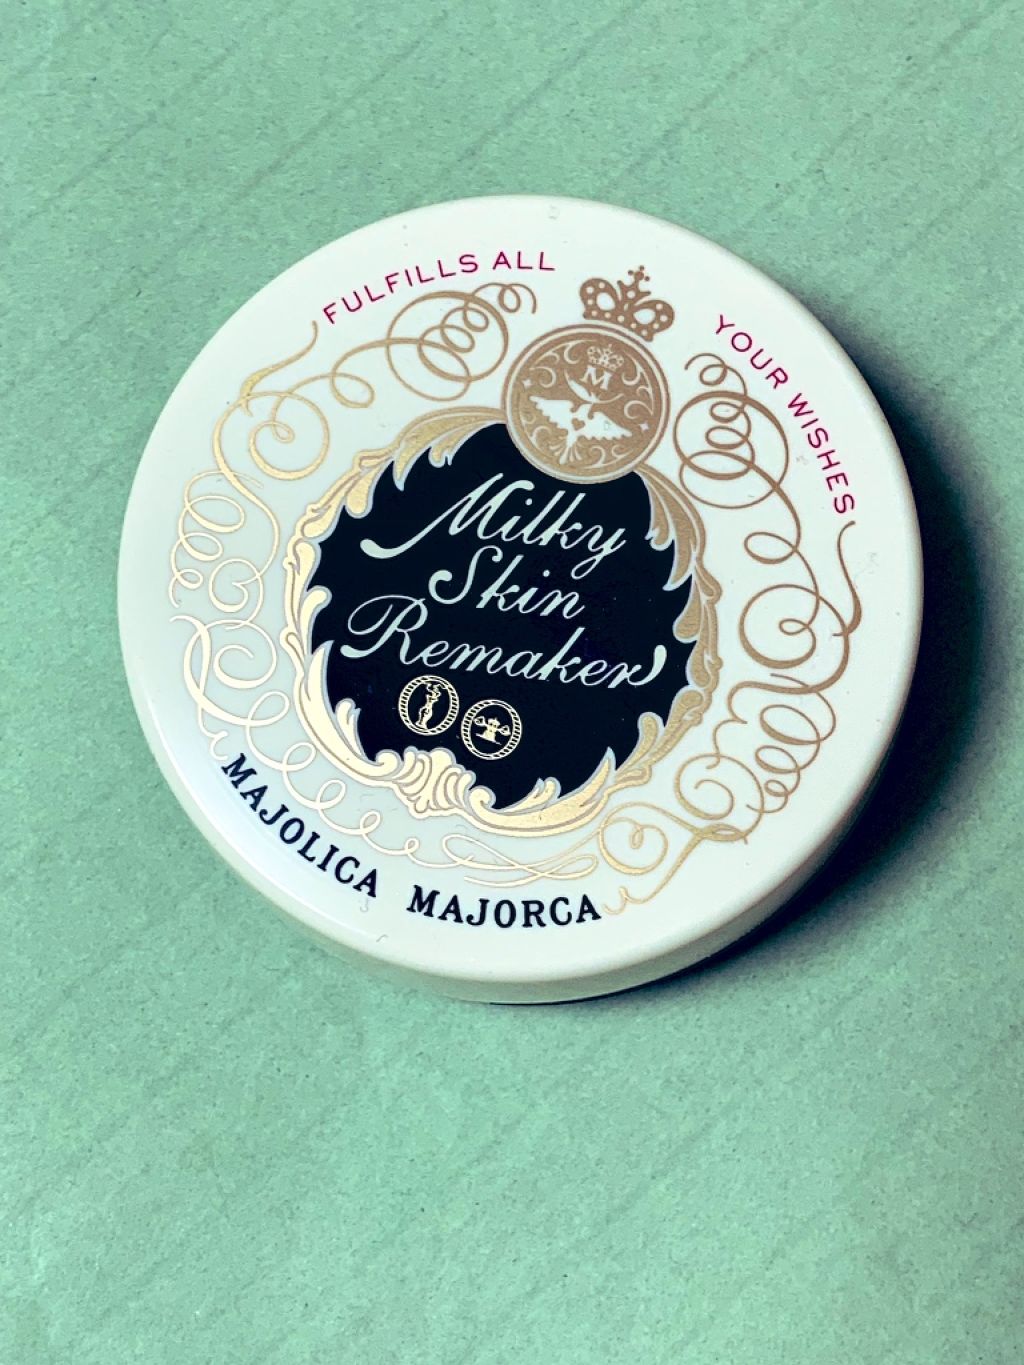 FULFILLS ALL
YOUR WISHES
M
Milky
Skin
Remaker
MAJOLICA MAJORCA